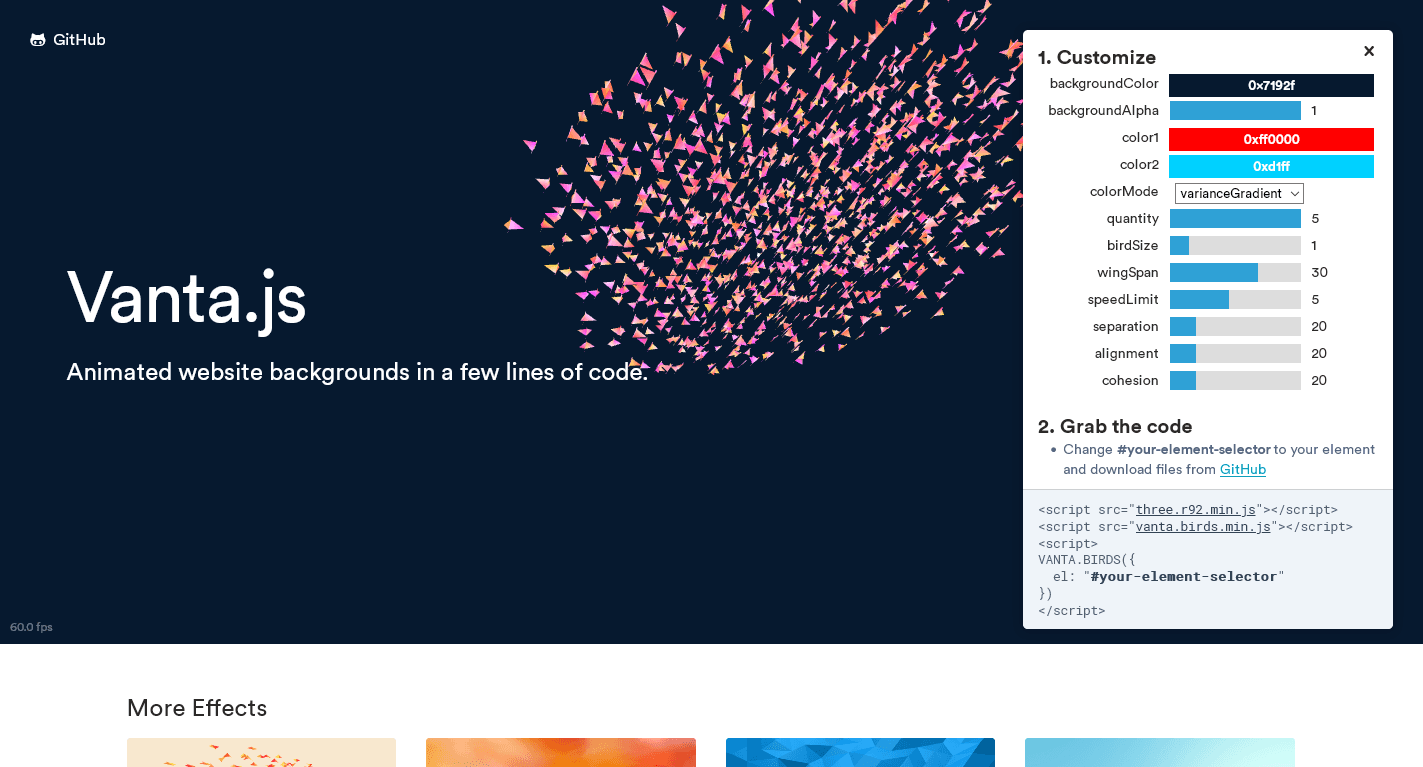 GitHub
Vanta.js
Animated website backgrounds in a few lines of code.
60.0 fps
1. Customize
backgroundColor 0x7192f
backgroundAlpha 1
color1 0xff0000
color2 0xd1ff
colorMode varianceGradient
quantity 5
birdSize 1
wingSpan 30
speedLimit 5
separation 20
alignment 20
cohesion 20
2. Grab the code
• Change #your-element-selector to your element
and download files from GitHub
<script src="three.r92.min.js"></script>
<script src="vanta.birds.min.js"></script>
<script>
VANTA.BIRDS({
  el: "#your-element-selector"
})
</script>
More Effects